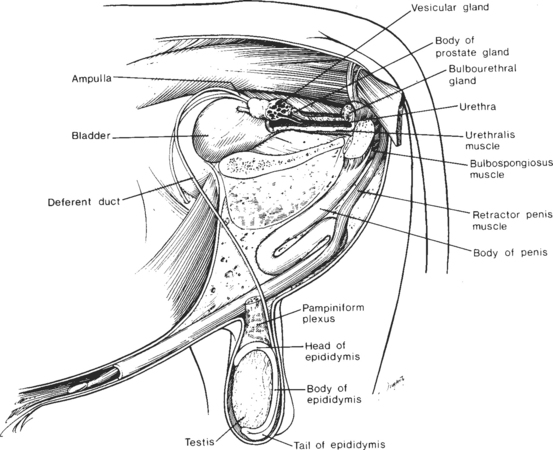 Vesicular gland
Body of
prostate gland
Bulbourethral
gland
Ampulla
Urethra
Bladder
Urethralis
muscle
Bulbospongiosus
muscle
Deferent duct
Retractor penis
muscle
Body of penis
Pampiniform
plexus
Head of
epididymis
Body of
epididymis
Testis
Tail of epididymis